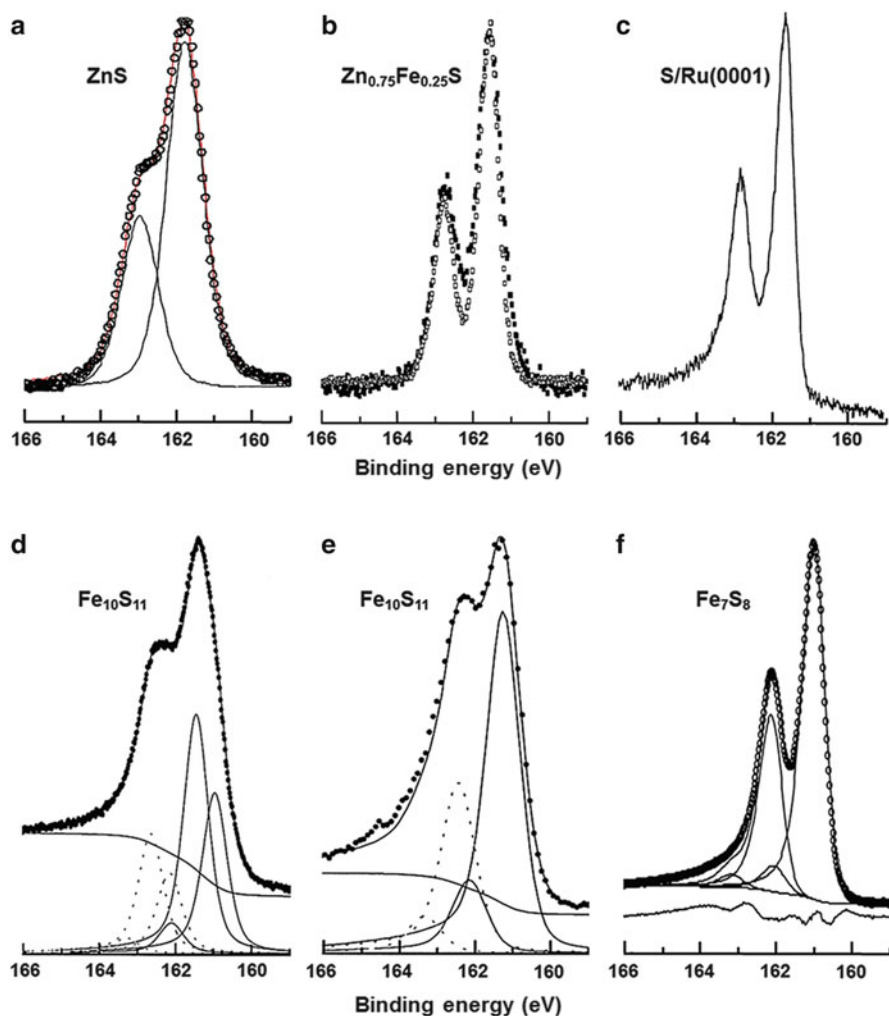 a b c
ZnS Zn0.75Fe0.25S S/Ru(0001)
166 164 162 160 166 164 162 160 166 164 162 160
Binding energy (eV)
d e f
Fe10S11 Fe10S11 Fe7S8
166 164 162 160 166 164 162 160 166 164 162 160
Binding energy (eV)